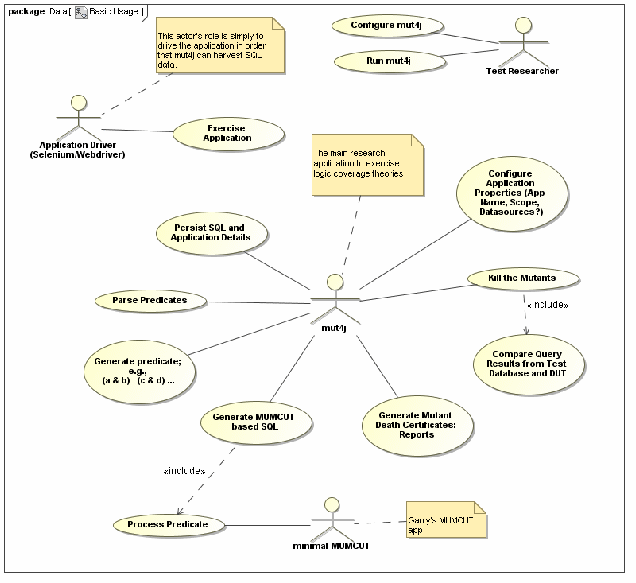 package Data[ Basic Usage ]
This actor's role is simply to
drive the application in order
that mut4j can harvest SQL
data.
Configure mut4j
Run mut4j
Test Researcher
Application Driver
(Selenium.Webdriver)
Exercise
Application
The main research
application to exercise
logic coverage theories
Configure
Application
Properties (App
Name, Scope,
Datasources?)
Persist SQL and
Application Details
Kill the Mutants
Parse Predicates
mut4j
«include»
Generate predicate;
e.g.,
(a & b) (c & d) ...
Compare Query
Results from Test
Database and DUT
Generate MUMCUT
based SQL
Generate Mutant
Death Certificates:
Reports
«include»
Process Predicate
minimal MUMCUT
Garry's MUMCUT
app